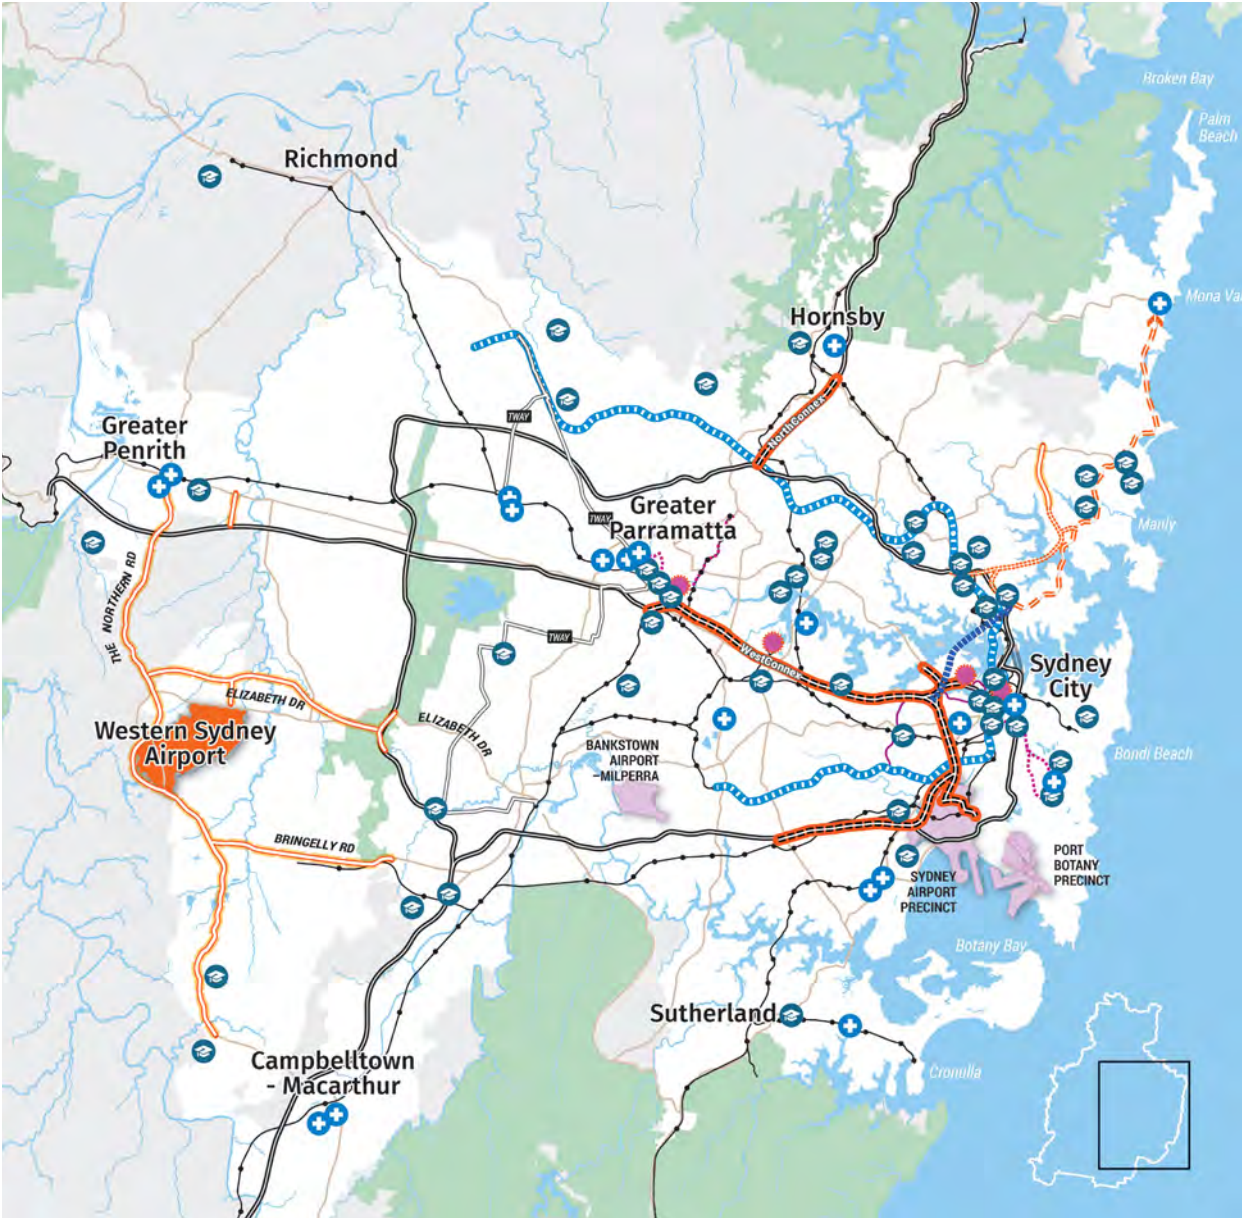 Broken Bay
Palm
Beach
Richmond
Mona Va
Hornsby
NorthConnex
TWAY
Greater
Penrith
Greater
Parramatta
TWAY
Manly
THE NORTHERN RD
TWAY
WestConnex
Sydney
City
ELIZABETH DR
ELIZABETH DR
Western Sydney
Airport
BANKSTOWN
AIRPORT
–MILPERRA
Bondi Beach
BRINGELLY RD
PORT
BOTANY
PRECINCT
SYDNEY
AIRPORT
PRECINCT
Botany Bay
Sutherland
Campbelltown
- Macarthur
Cronulla